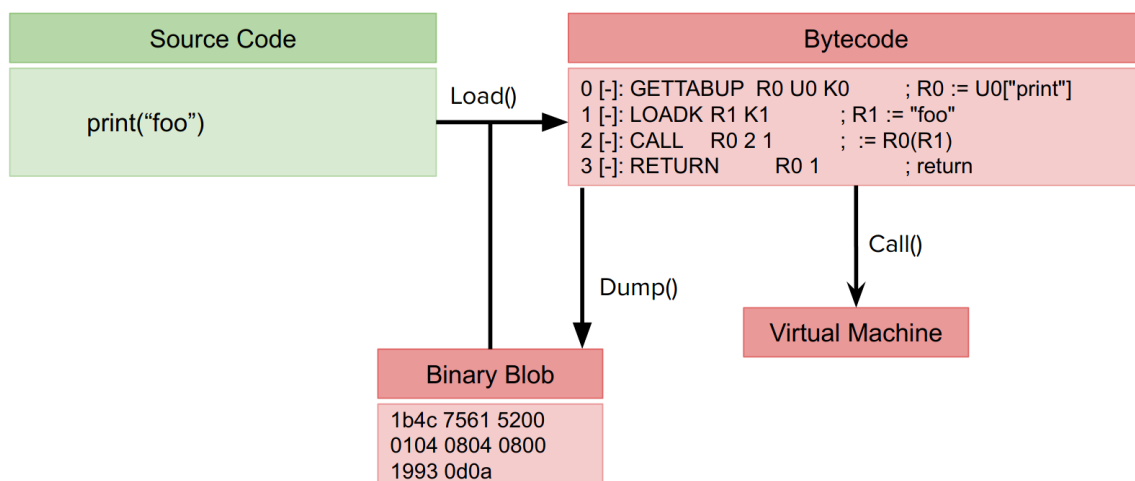 Source Code
print(“foo”)
Load()
Bytecode
0 [-]: GETTABUP R0 U0 K0 ; R0 := U0["print"]
1 [-]: LOADK R1 K1 ; R1 := "foo"
2 [-]: CALL R0 2 1 ; := R0(R1)
3 [-]: RETURN R0 1 ; return
Call()
Dump()
Virtual Machine
Binary Blob
1b4c 7561 5200
0104 0804 0800
1993 0d0a